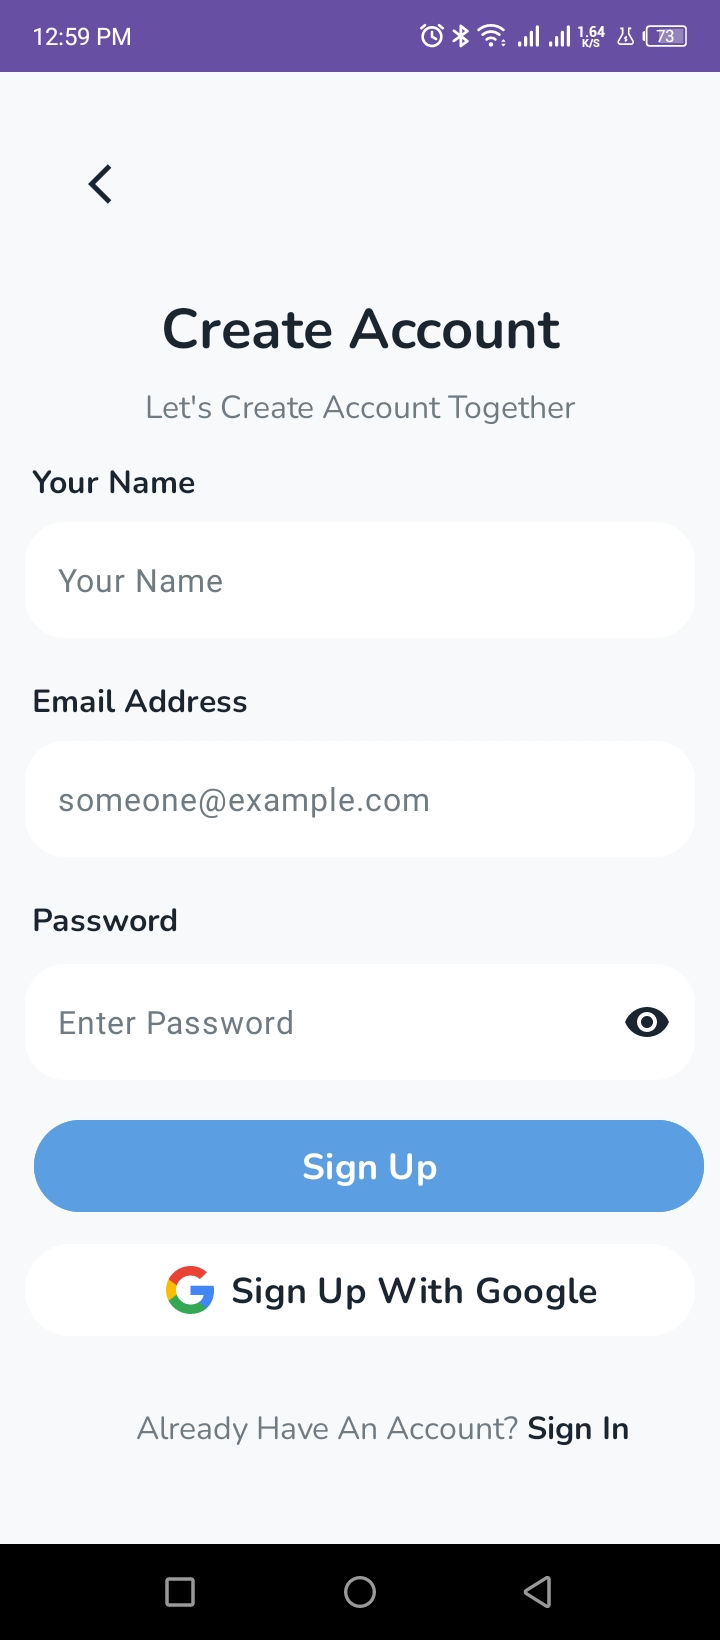 12:59 PM
1.64
K/S
73
Create Account
Let's Create Account Together
Your Name
Your Name
Email Address
someone@example.com
Password
Enter Password
Sign Up
Sign Up With Google
Already Have An Account? Sign In